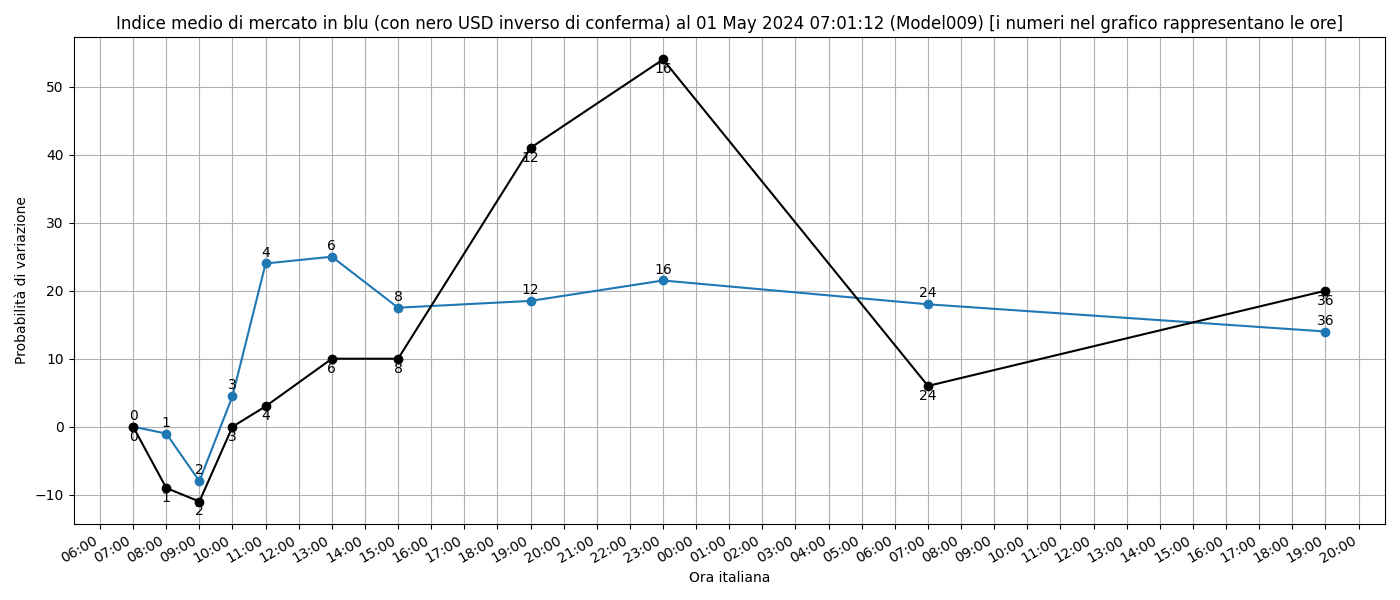 Indice medio di mercato in blu (con nero USD inverso di conferma) al 01 May 2024 07:01:12 (Model009) [i numeri nel grafico rappresentano le ore]
Probabilità di variazione
50
40
30
20
10
0
−10
0 1 2 3 4 6 8 12 16 24 36
0 1 2 3 4 6 8 12 16 24 36
06:00 07:00 08:00 09:00 10:00 11:00 12:00 13:00 14:00 15:00 16:00 17:00 18:00 19:00 20:00 21:00 22:00 23:00 00:00 01:00 02:00 03:00 04:00 05:00 06:00 07:00 08:00 09:00 10:00 11:00 12:00 13:00 14:00 15:00 16:00 17:00 18:00 19:00 20:00
Ora italiana